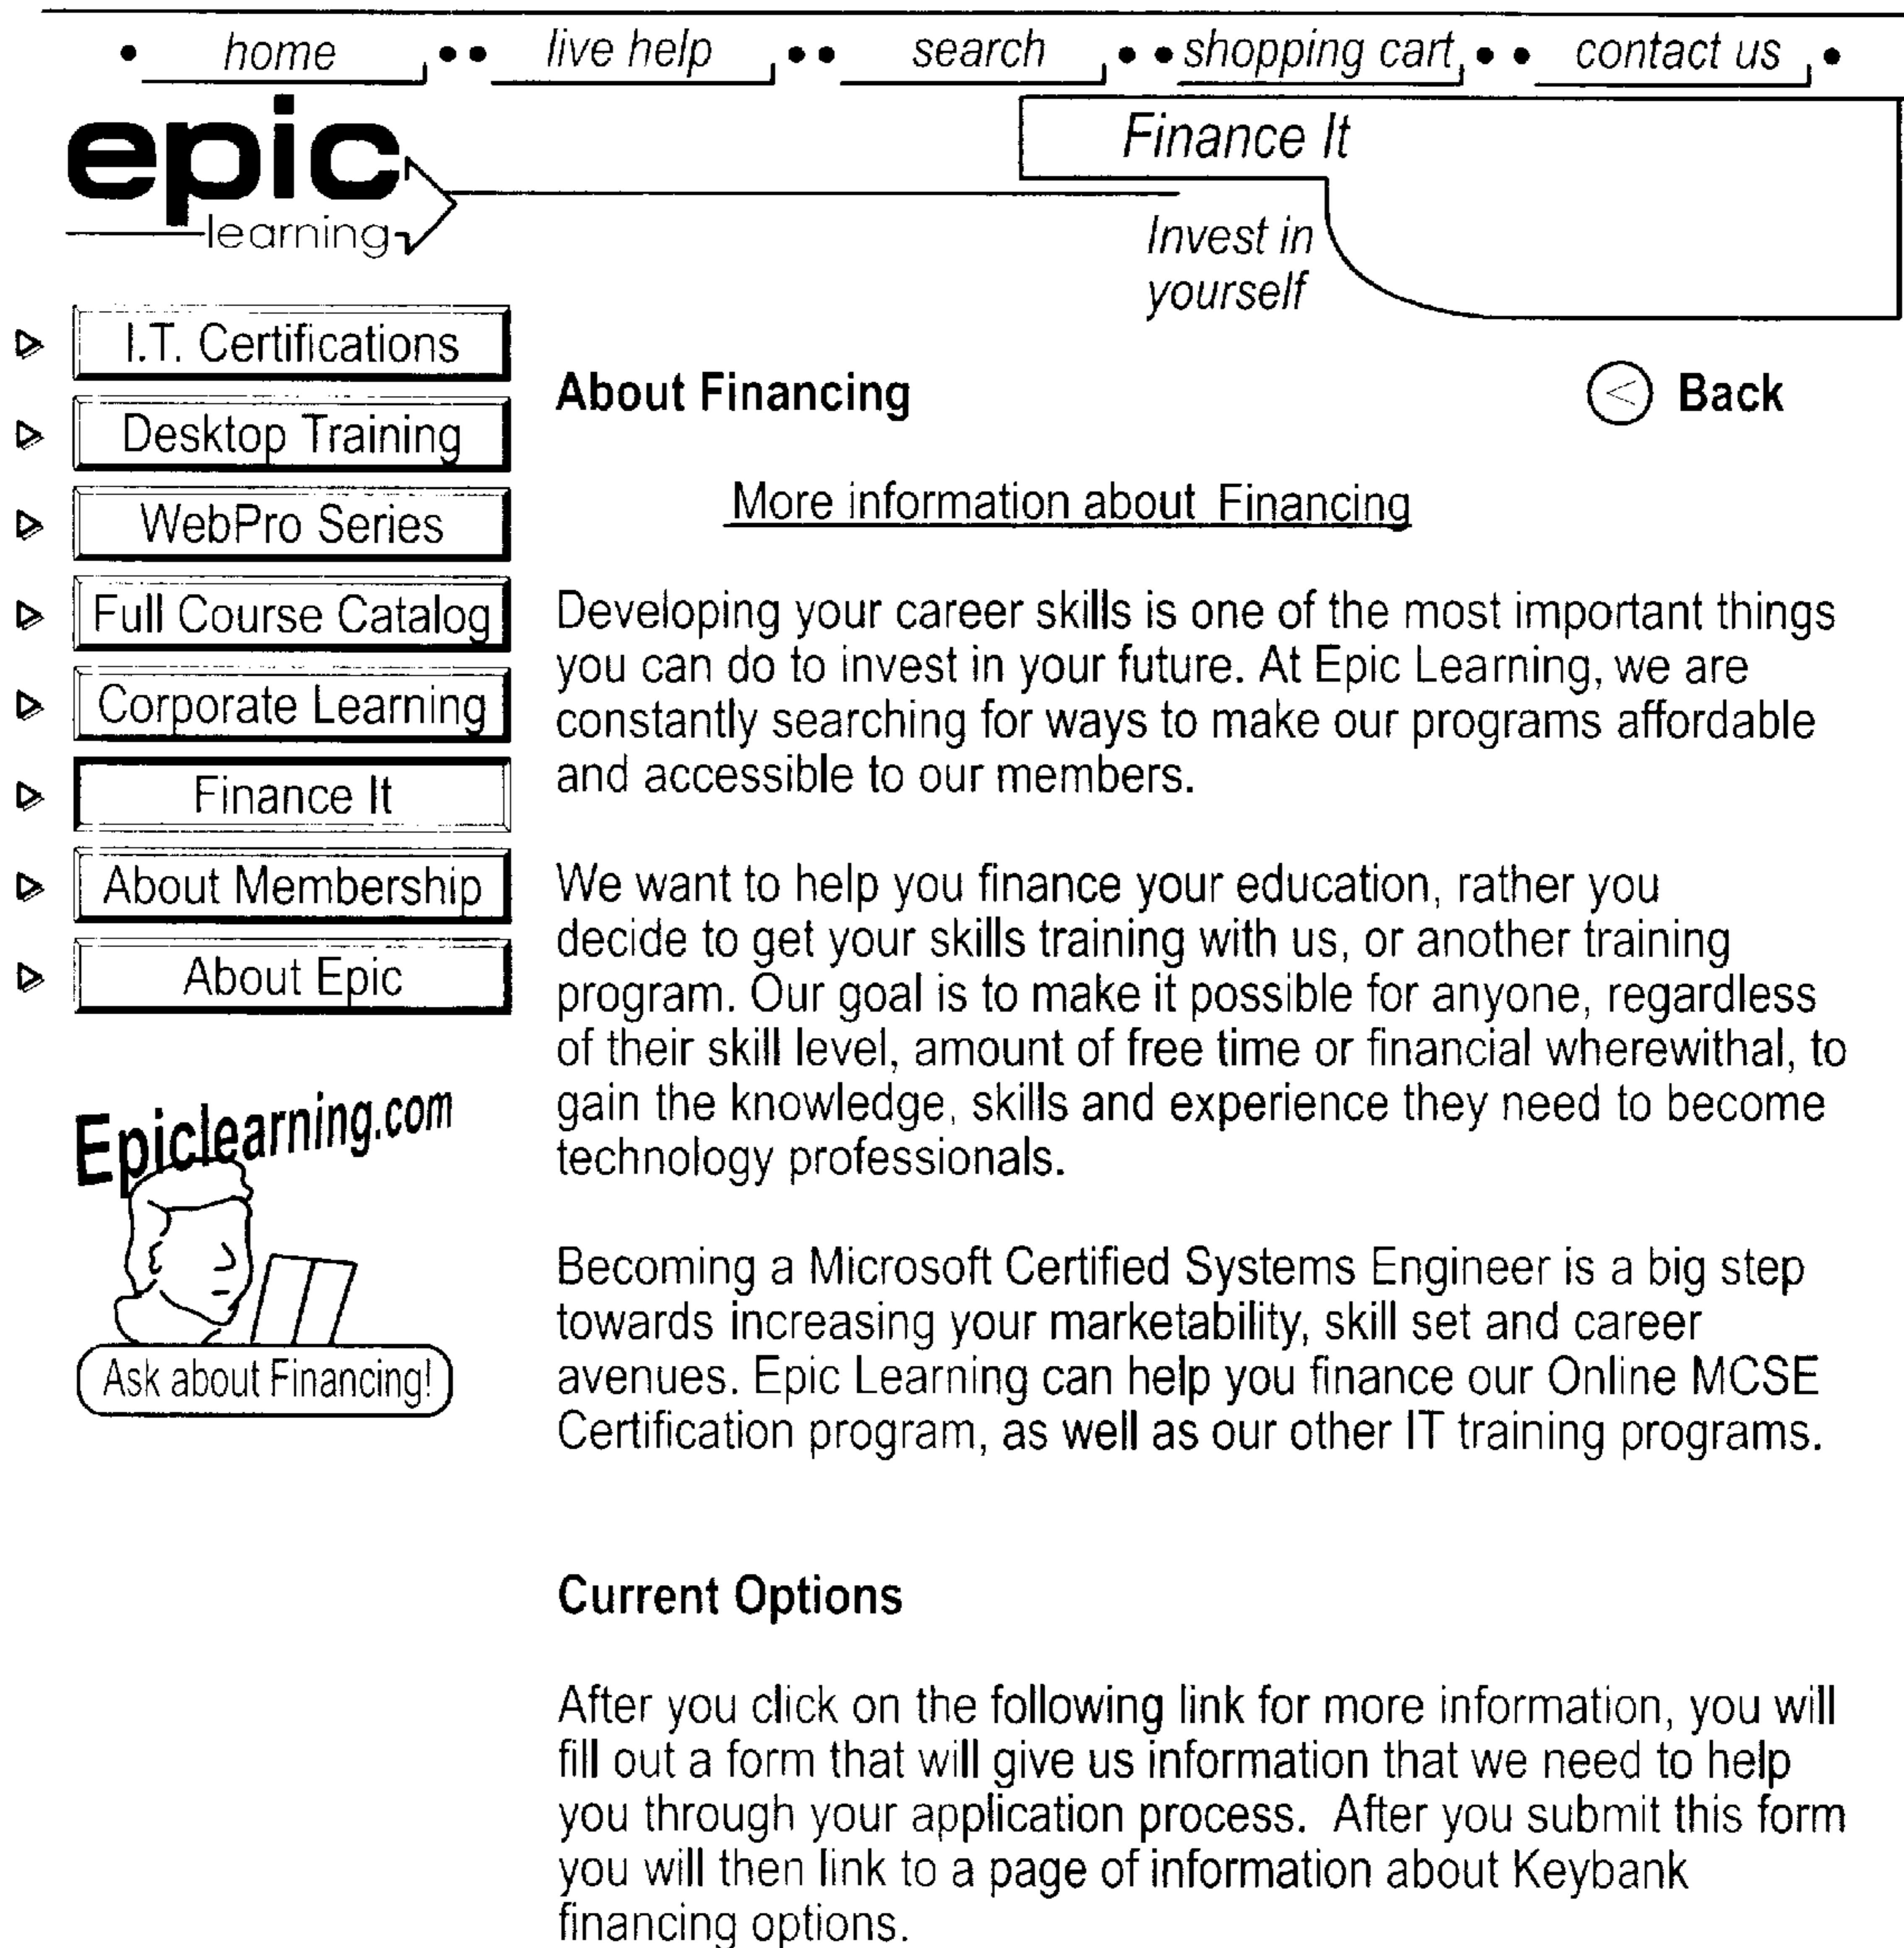 home live help search shopping cart contact us
epic
learning
Finance It
Invest in
yourself
I.T. Certifications
Desktop Training
WebPro Series
Full Course Catalog
Corporate Learning
Finance It
About Membership
About Epic
Epiclearning.com
Ask about Financing!
About Financing
< Back
More information about Financing
Developing your career skills is one of the most important things
you can do to invest in your future. At Epic Learning, we are
constantly searching for ways to make our programs affordable
and accessible to our members.
We want to help you finance your education, rather you
decide to get your skills training with us, or another training
program. Our goal is to make it possible for anyone, regardless
of their skill level, amount of free time or financial wherewithal, to
gain the knowledge, skills and experience they need to become
technology professionals.
Becoming a Microsoft Certified Systems Engineer is a big step
towards increasing your marketability, skill set and career
avenues. Epic Learning can help you finance our Online MCSE
Certification program, as well as our other IT training programs.
Current Options
After you click on the following link for more information, you will
fill out a form that will give us information that we need to help
you through your application process. After you submit this form
you will then link to a page of information about Keybank
financing options.